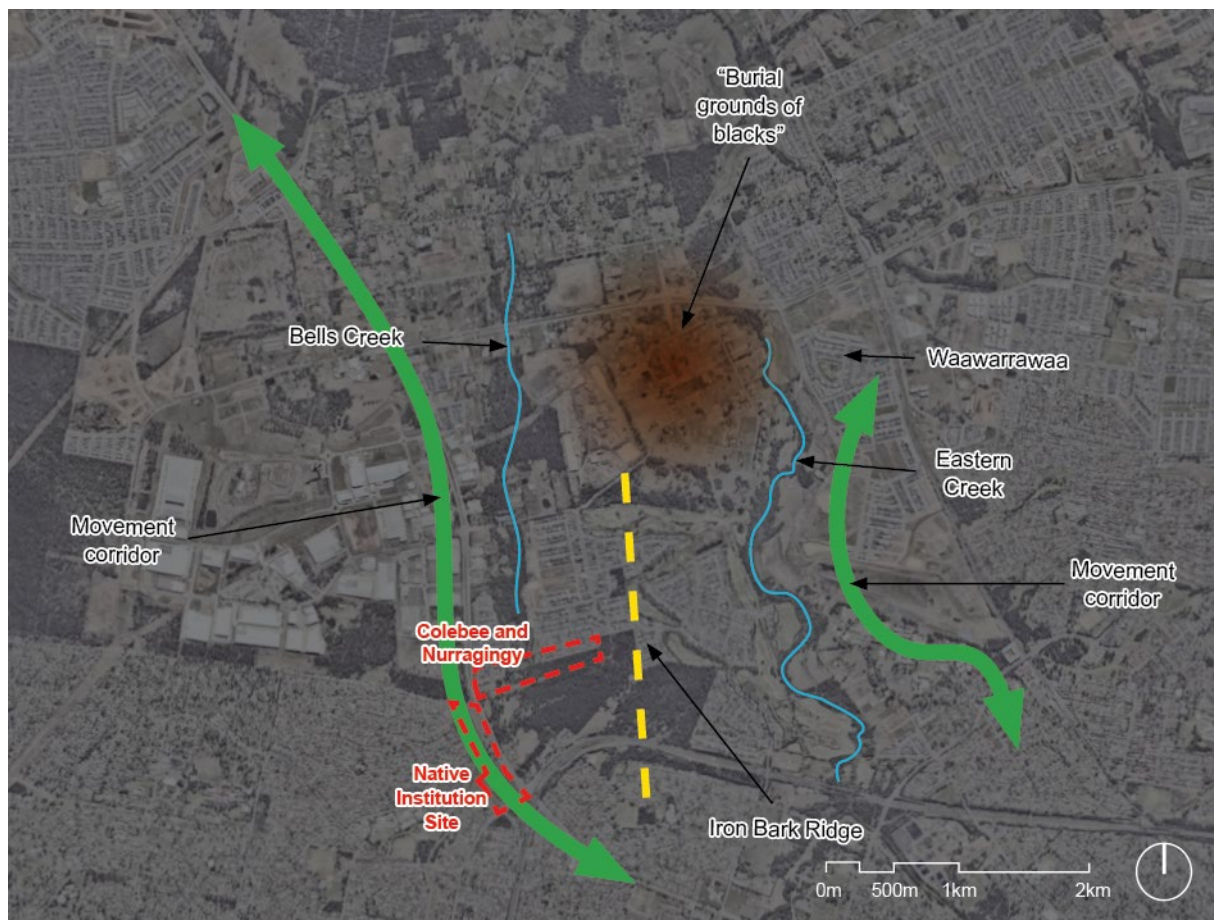 “Burial
grounds of
blacks”
Bells Creek
Waawarrawaa
Eastern
Creek
Movement
corridor
Movement
corridor
Colebee and
Nurragingy
Native
Institution
Site
Iron Bark Ridge
0m 500m 1km 2km